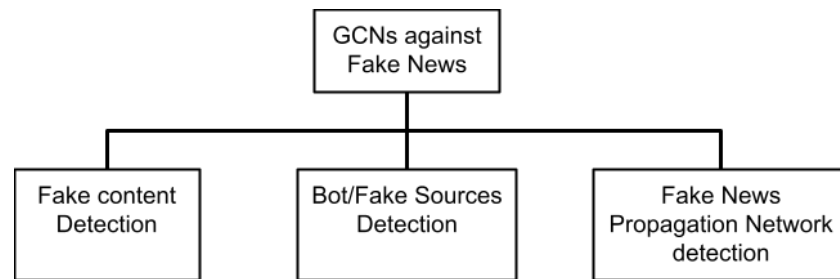 GCNs against
Fake News
Fake content
Detection
Bot/Fake Sources
Detection
Fake News
Propagation Network
detection